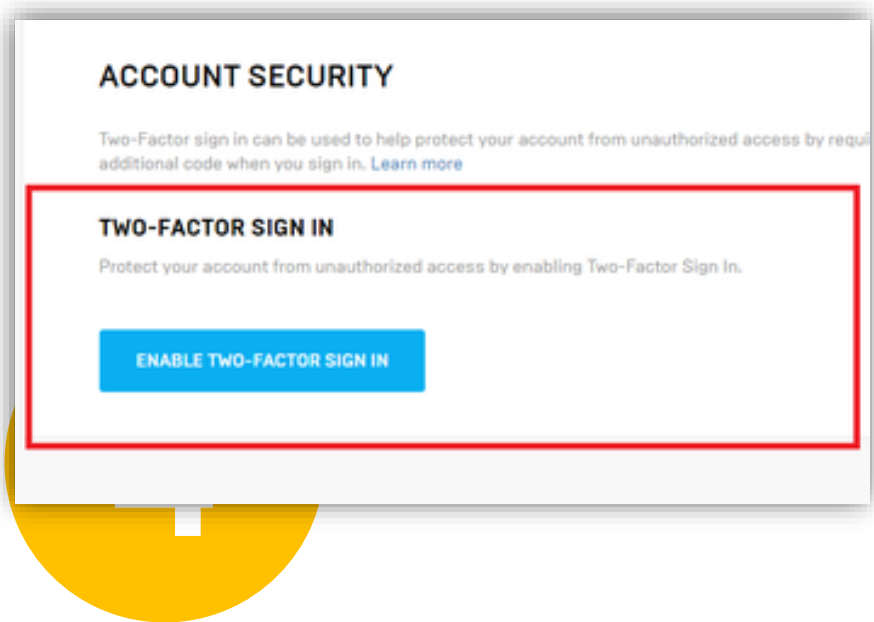 ACCOUNT SECURITY
Two-Factor sign in can be used to help protect your account from unauthorized access by requi
additional code when you sign in. Learn more
TWO-FACTOR SIGN IN
Protect your account from unauthorized access by enabling Two-Factor Sign In.
ENABLE TWO-FACTOR SIGN IN